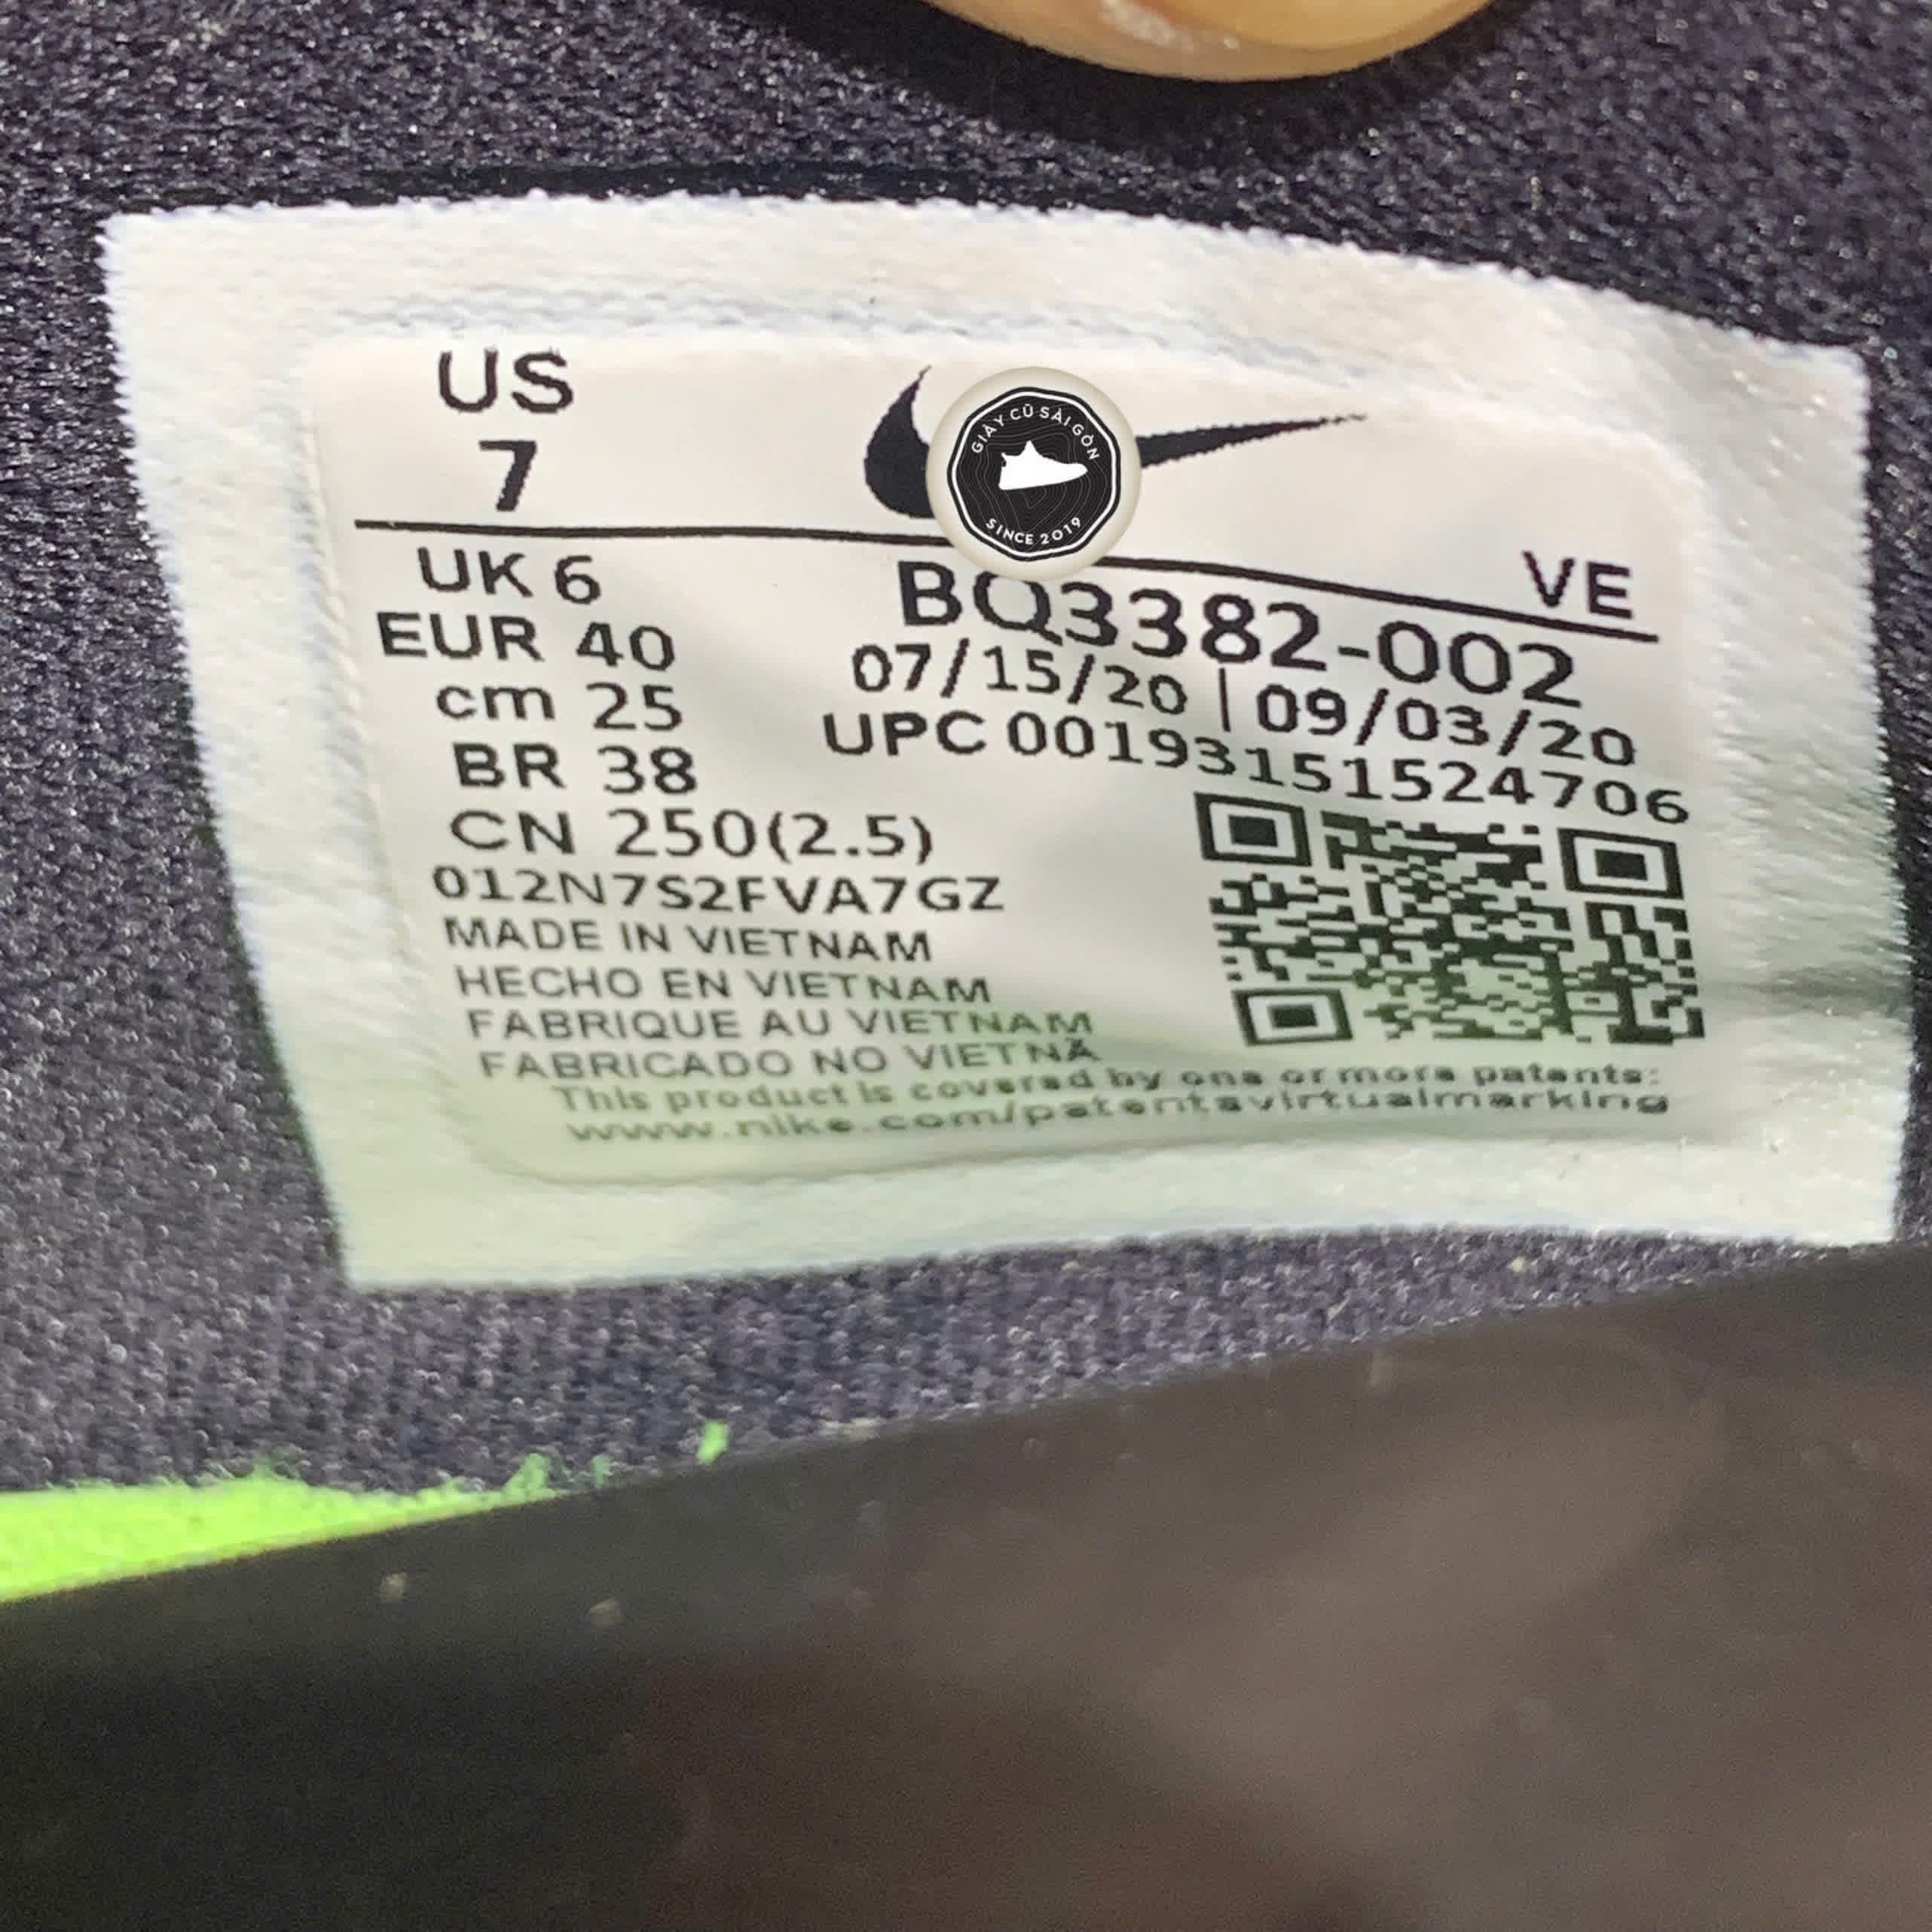 US
7
GIÀY CŨ SÀI GÒN
SINCE 2019
VE
UK 6
EUR 40
cm 25
BR 38
CN 250(2.5)
BQ3382-002
07/15/20 | 09/03/20
UPC 00193151524706
012N7S2FVA7GZ
MADE IN VIETNAM
HECHO EN VIETNAM
FABRIQUE AU VIETNAM
FABRICADO NO VIETNÃ
This product is covered by one or more patents:
www.nike.com/patentsvirtualmarking